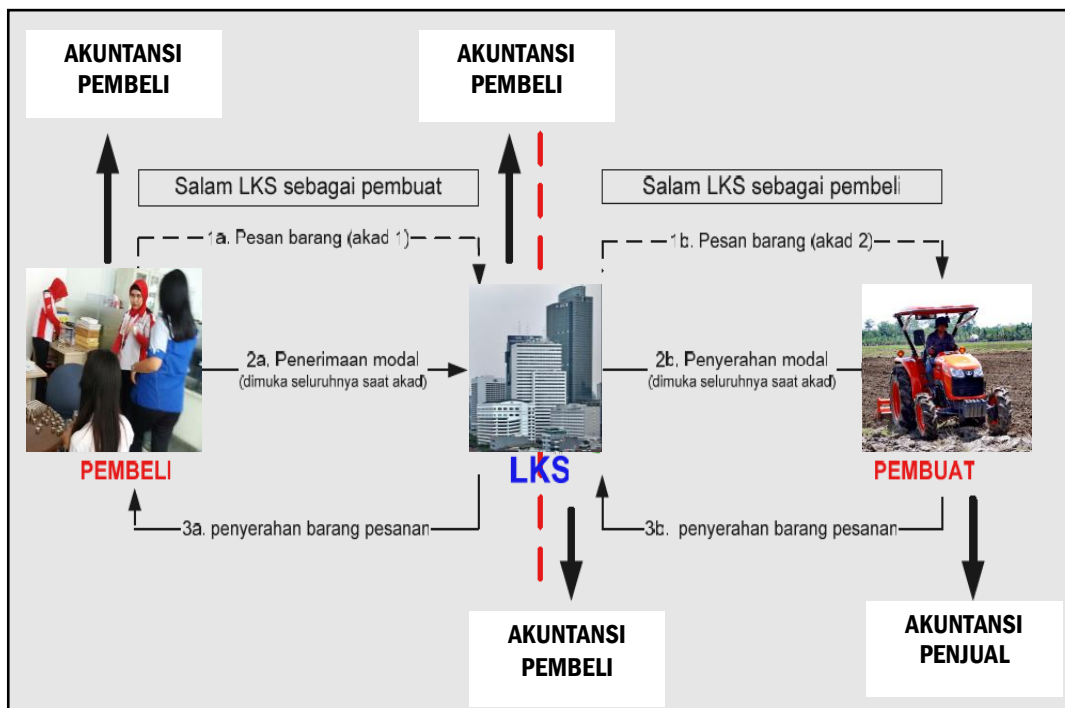 AKUNTANSI
PEMBELI
AKUNTANSI
PEMBELI
Salam LKS sebagai pembuat
Salam LKS sebagai pembeli
1a. Pesan barang (akad 1)
1b. Pesan barang (akad 2)
2a. Penerimaan modal
(dimuka seluruhnya saat akad)
2b. Penyerahan modal
(dimuka seluruhnya saat akad)
PEMBELI
LKS
PEMBUAT
3a. penyerahan barang pesanan
3b. penyerahan barang pesanan
AKUNTANSI
PEMBELI
AKUNTANSI
PENJUAL